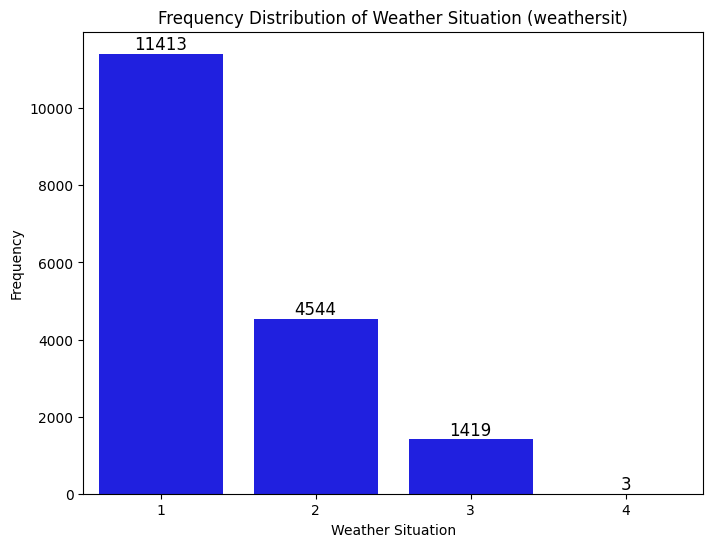 Frequency Distribution of Weather Situation (weathersit)
11413
4544
1419
3
10000
8000
6000
4000
2000
0
Frequency
1 2 3 4
Weather Situation